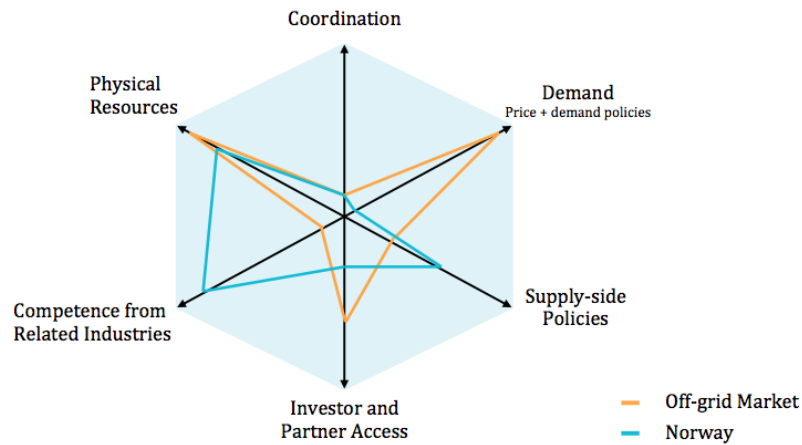 Coordination
Physical
Resources
Demand
Price + demand policies
Competence from
Related Industries
Supply-side
Policies
Investor and
Partner Access
Off-grid Market
Norway